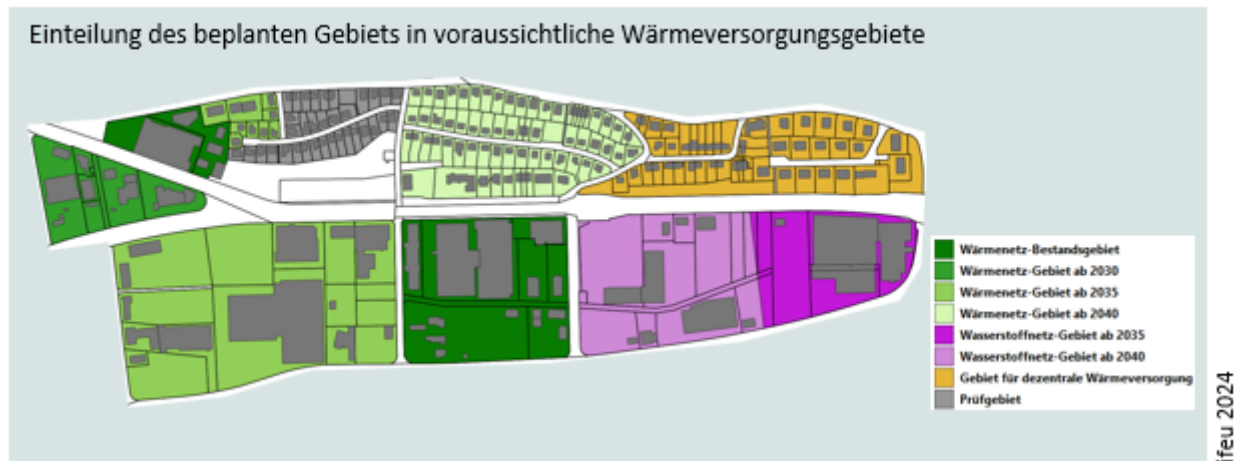 Einteilung des beplanten Gebiets in voraussichtliche Wärmeversorgungsgebiete
Wärmenetz-Bestandsgebiet
Wärmenetz-Gebiet ab 2030
Wärmenetz-Gebiet ab 2035
Wärmenetz-Gebiet ab 2040
Wasserstoffnetz-Gebiet ab 2035
Wasserstoffnetz-Gebiet ab 2040
Gebiet für dezentrale Wärmeversorgung
Prüfgebiet
ifeu 2024